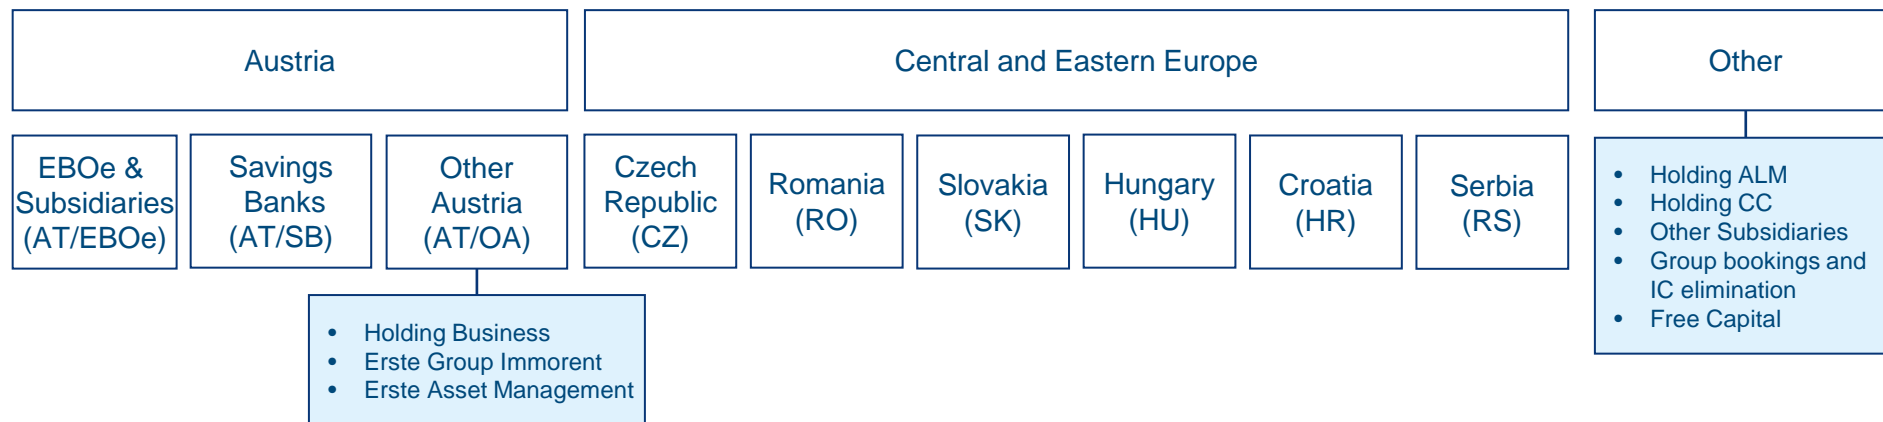 Austria
Central and Eastern Europe
Other
EBOe &
Subsidiaries
(AT/EBOe)
Savings
Banks
(AT/SB)
Other
Austria
(AT/OA)
Czech
Republic
(CZ)
Romania
(RO)
Slovakia
(SK)
Hungary
(HU)
Croatia
(HR)
Serbia
(RS)
• Holding Business
• Erste Group Immorent
• Erste Asset Management
• Holding ALM
• Holding CC
• Other Subsidiaries
• Group bookings and
IC elimination
• Free Capital